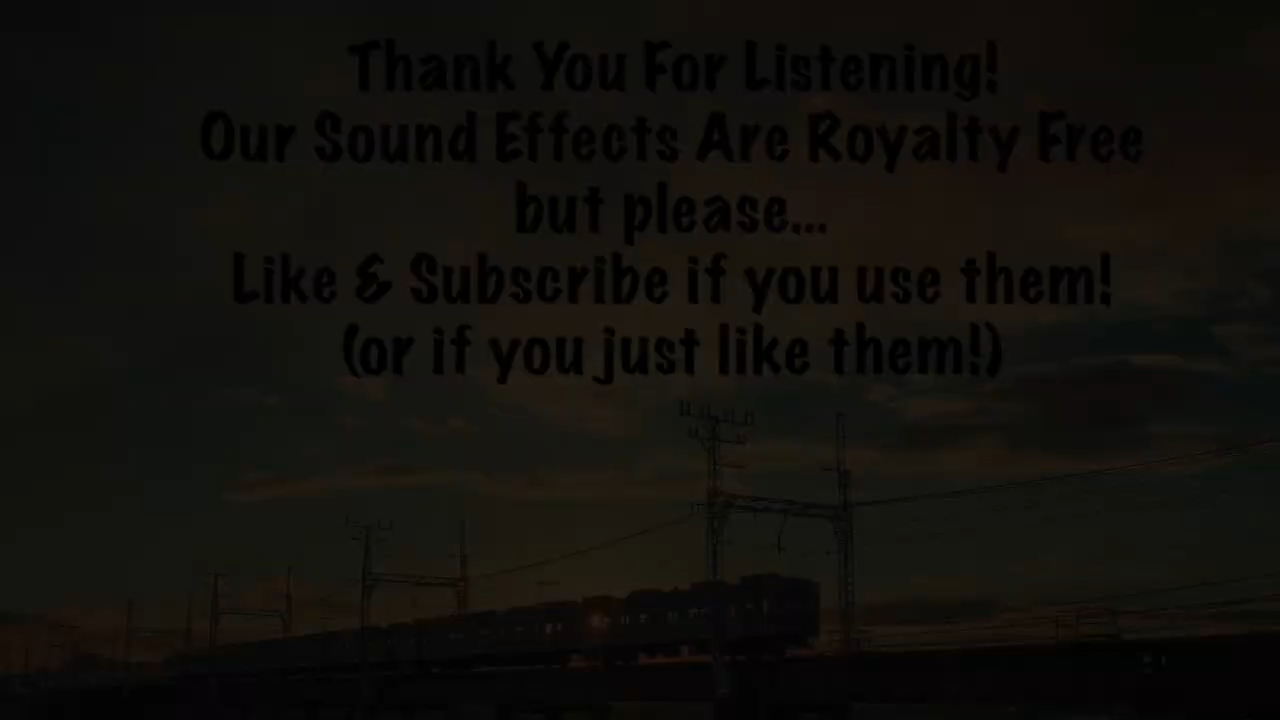 Thank You For Listening!
Our Sound Effects Are Royalty Free
but please...
Like & Subscribe if you use them!
(or if you just like them!)